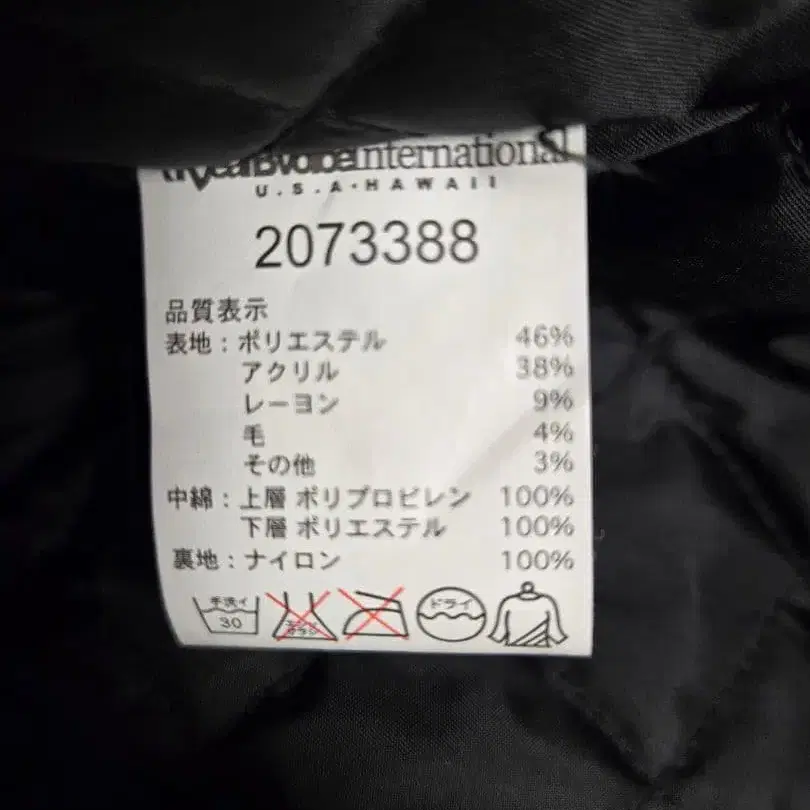 International
U.S.A·HAWAII
2073388
品質表示
表地：ポリエステル 46%
アクリル 38%
レーヨン 9%
毛 4%
その他 3%
中綿：上層 ポリプロピレン 100%
下層 ポリエステル 100%
裏地：ナイロン 100%
手洗イ 30 ドライ